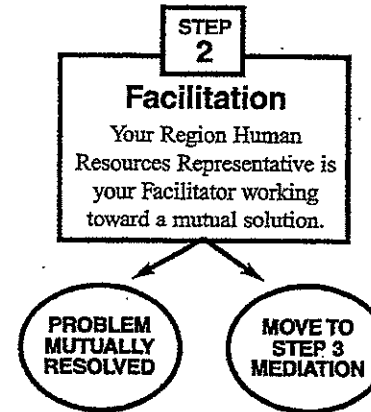 STEP
2
Facilitation
Your Region Human
Resources Representative is
your Facilitator working
toward a mutual solution.
PROBLEM
MUTUALLY
RESOLVED
MOVE TO
STEP 3
MEDIATION